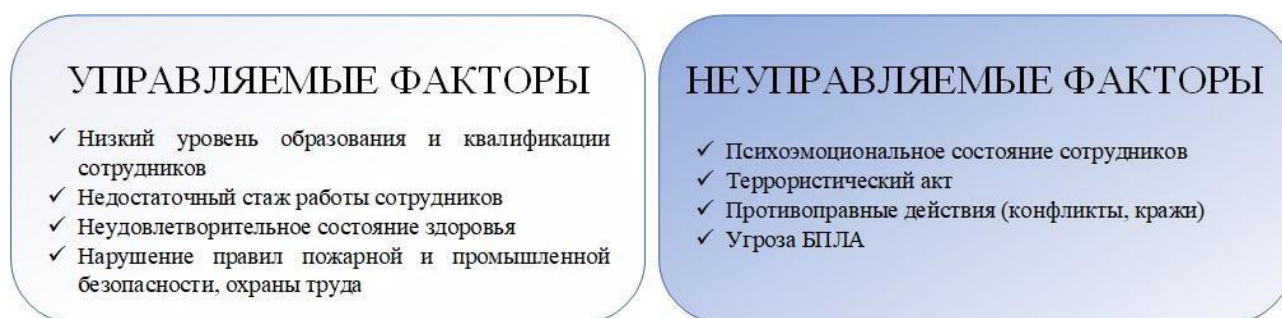 УПРАВЛЯЕМЫЕ ФАКТОРЫ
✓ Низкий уровень образования и квалификации
сотрудников
✓ Недостаточный стаж работы сотрудников
✓ Неудовлетворительное состояние здоровья
✓ Нарушение правил пожарной и промышленной
безопасности, охраны труда
НЕУПРАВЛЯЕМЫЕ ФАКТОРЫ
✓ Психоэмоциональное состояние сотрудников
✓ Террористический акт
✓ Противоправные действия (конфликты, кражи)
✓ Угроза БПЛА